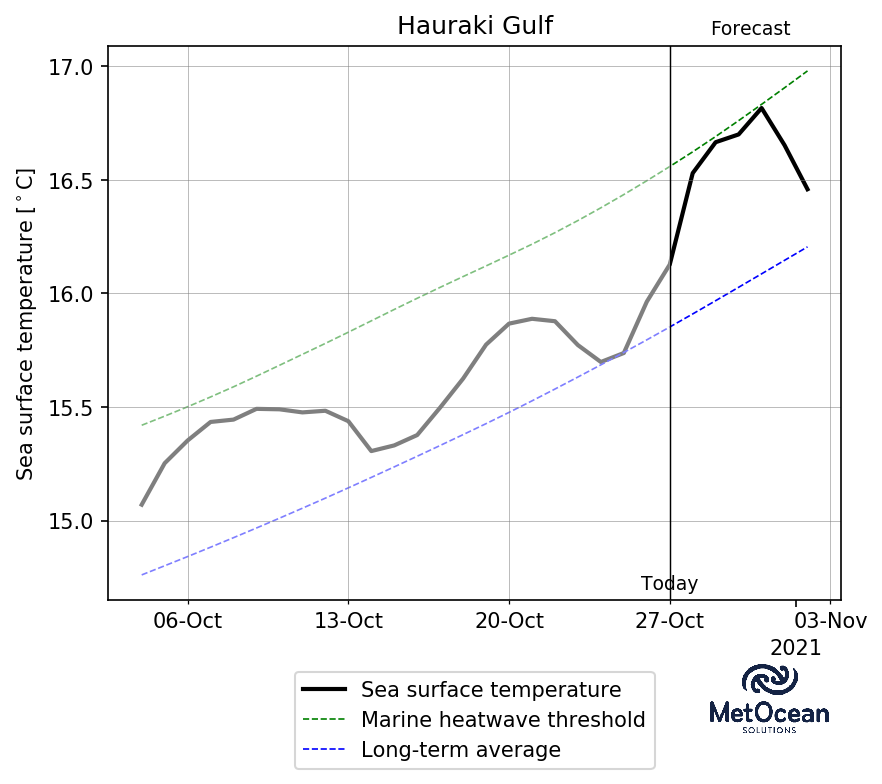 Hauraki Gulf
Forecast
Sea surface temperature [°C]
17.0
16.5
16.0
15.5
15.0
Today
06-Oct 13-Oct 20-Oct 27-Oct 03-Nov
2021
Sea surface temperature
Marine heatwave threshold
Long-term average
MetOcean
SOLUTIONS